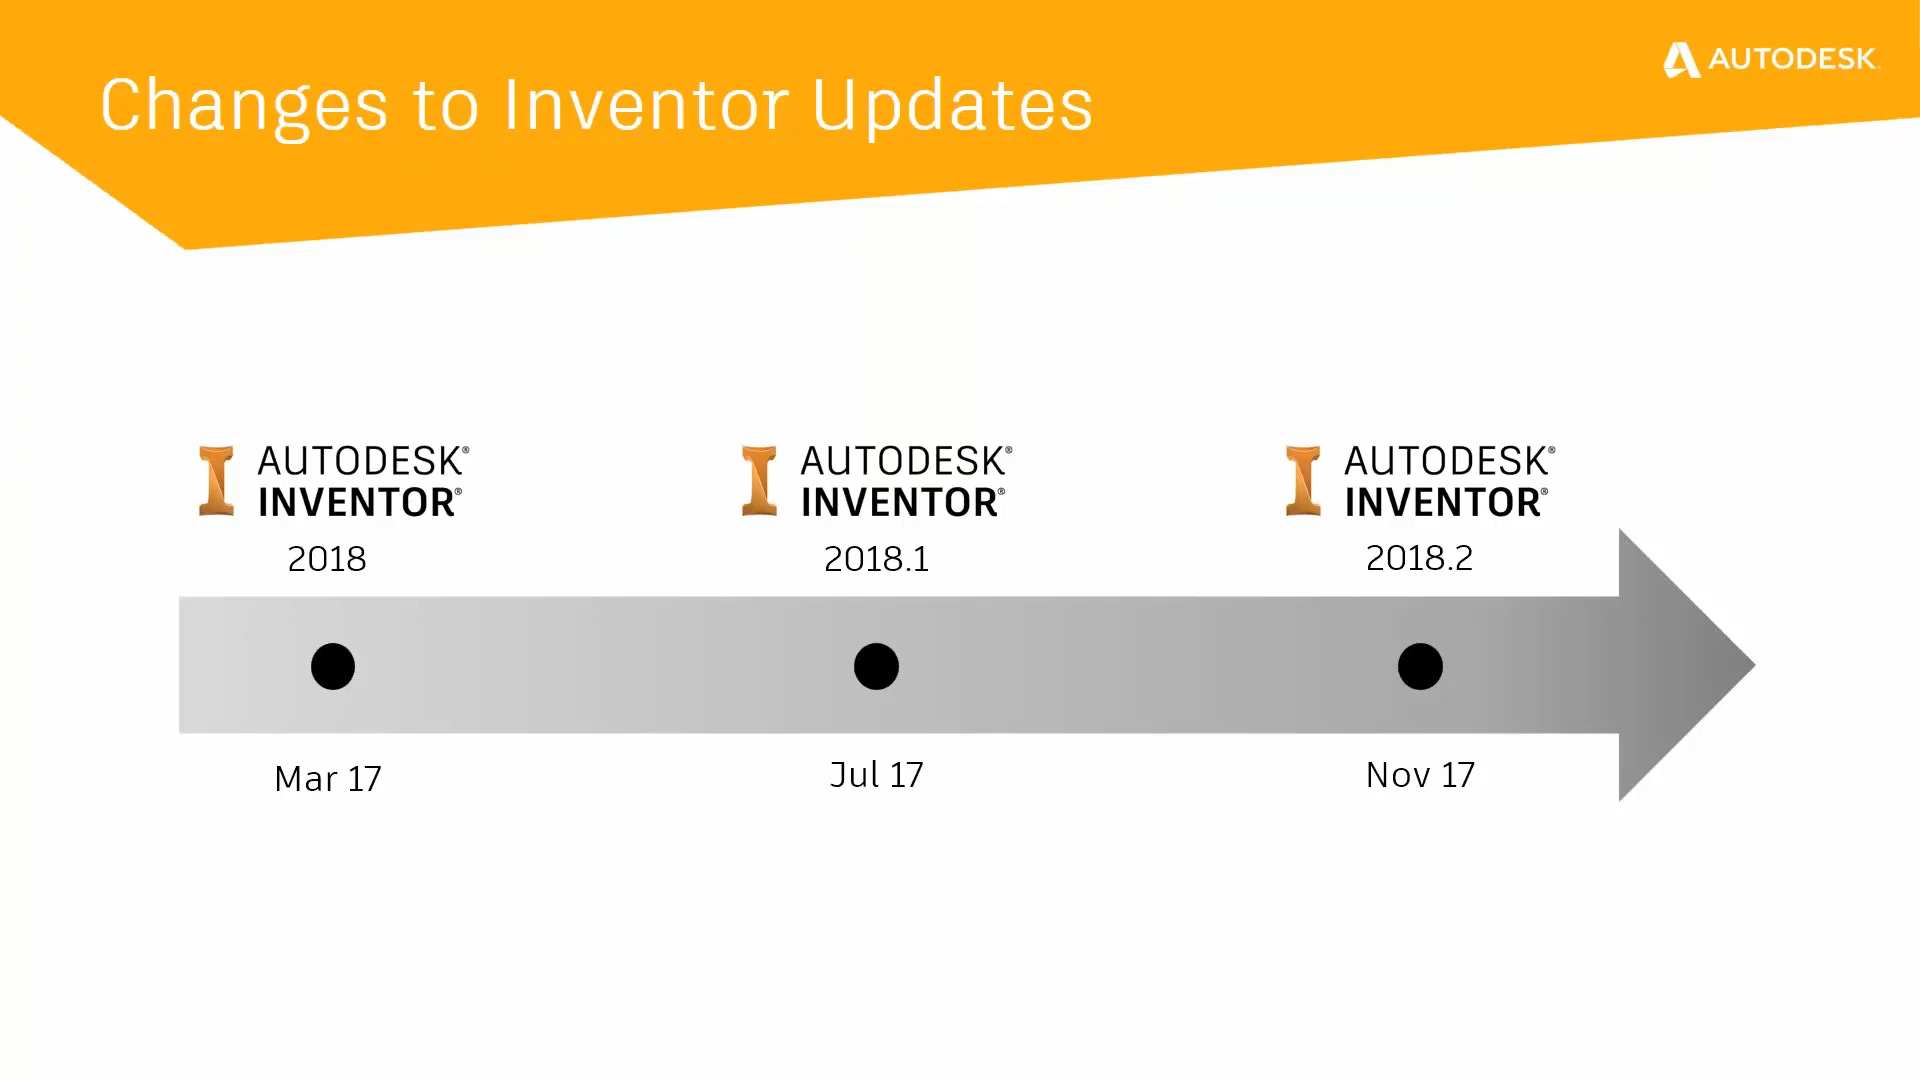 AUTODESK
Changes to Inventor Updates
AUTODESK®
INVENTOR®
2018
AUTODESK®
INVENTOR®
2018.1
AUTODESK®
INVENTOR®
2018.2
Mar 17
Jul 17
Nov 17